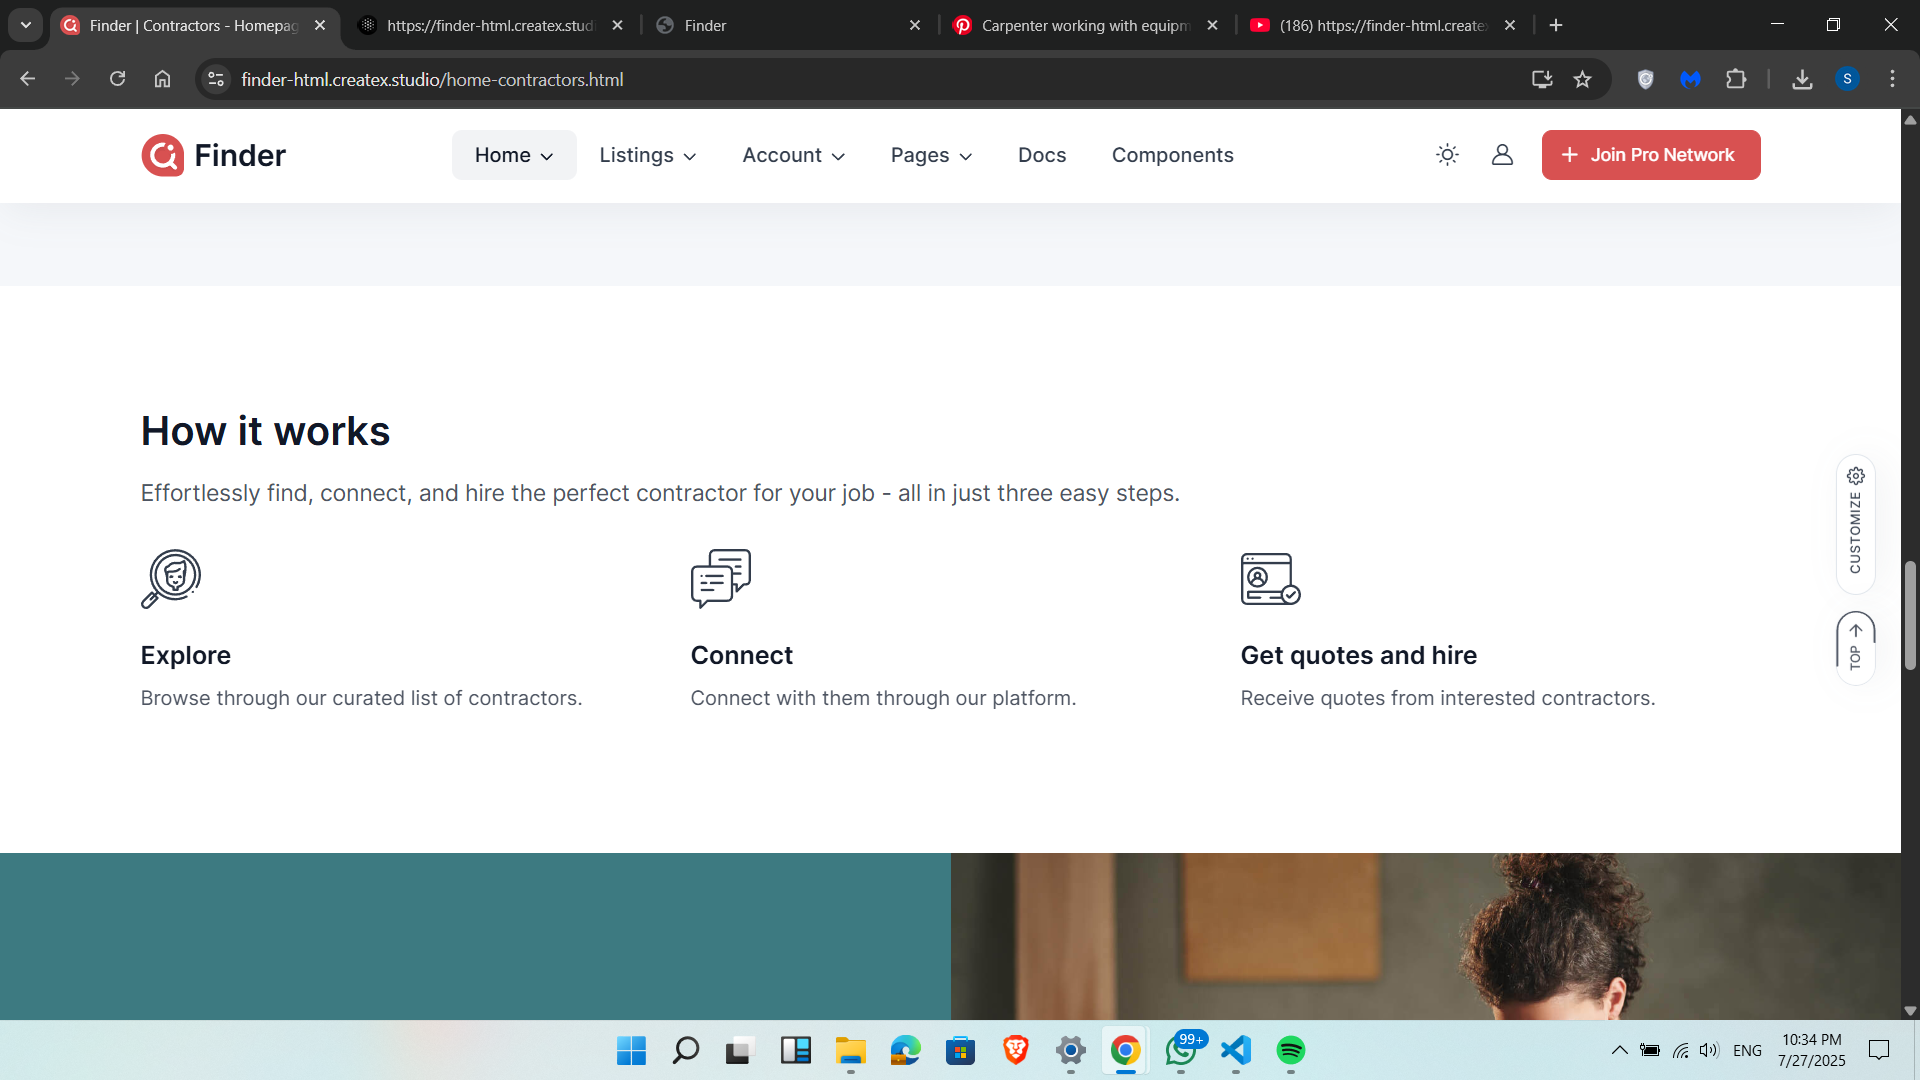 Finder | Contractors - Homepag
https://finder-html.createx.studi
Finder
Carpenter working with equipm
(186) https://finder-html.createx
finder-html.createx.studio/home-contractors.html
S
Finder
Home
Listings
Account
Pages
Docs
Components
Join Pro Network
How it works
Effortlessly find, connect, and hire the perfect contractor for your job - all in just three easy steps.
CUSTOMIZE
TOP
Explore
Connect
Get quotes and hire
Browse through our curated list of contractors.
Connect with them through our platform.
Receive quotes from interested contractors.
99+
ENG
10:34 PM
7/27/2025